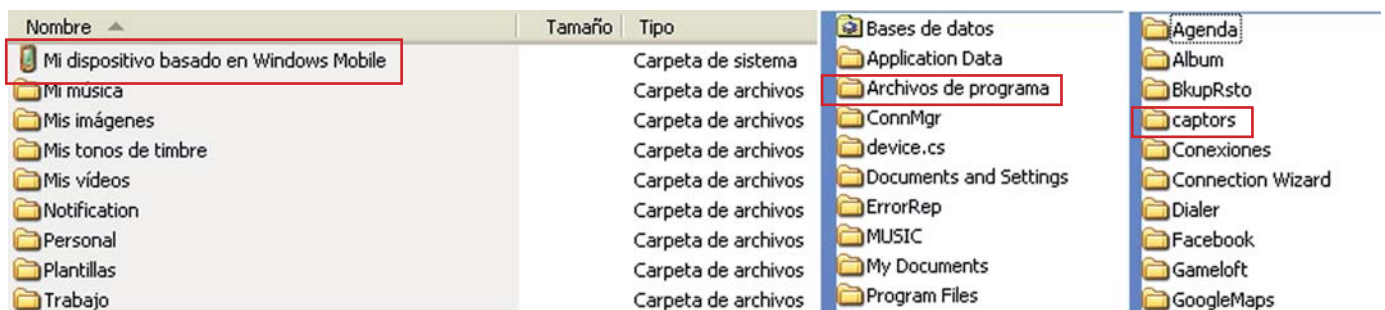 Nombre Tamaño Tipo
Mi dispositivo basado en Windows Mobile Carpeta de sistema
Mi música Carpeta de archivos
Mis imágenes Carpeta de archivos
Mis tonos de timbre Carpeta de archivos
Mis vídeos Carpeta de archivos
Notification Carpeta de archivos
Personal Carpeta de archivos
Plantillas Carpeta de archivos
Trabajo Carpeta de archivos
Bases de datos
Application Data
Archivos de programa
ConnMgr
device.cs
Documents and Settings
ErrorRep
MUSIC
My Documents
Program Files
Agenda
Album
BkupRsto
captors
Conexiones
Connection Wizard
Dialer
Facebook
Gameloft
GoogleMaps